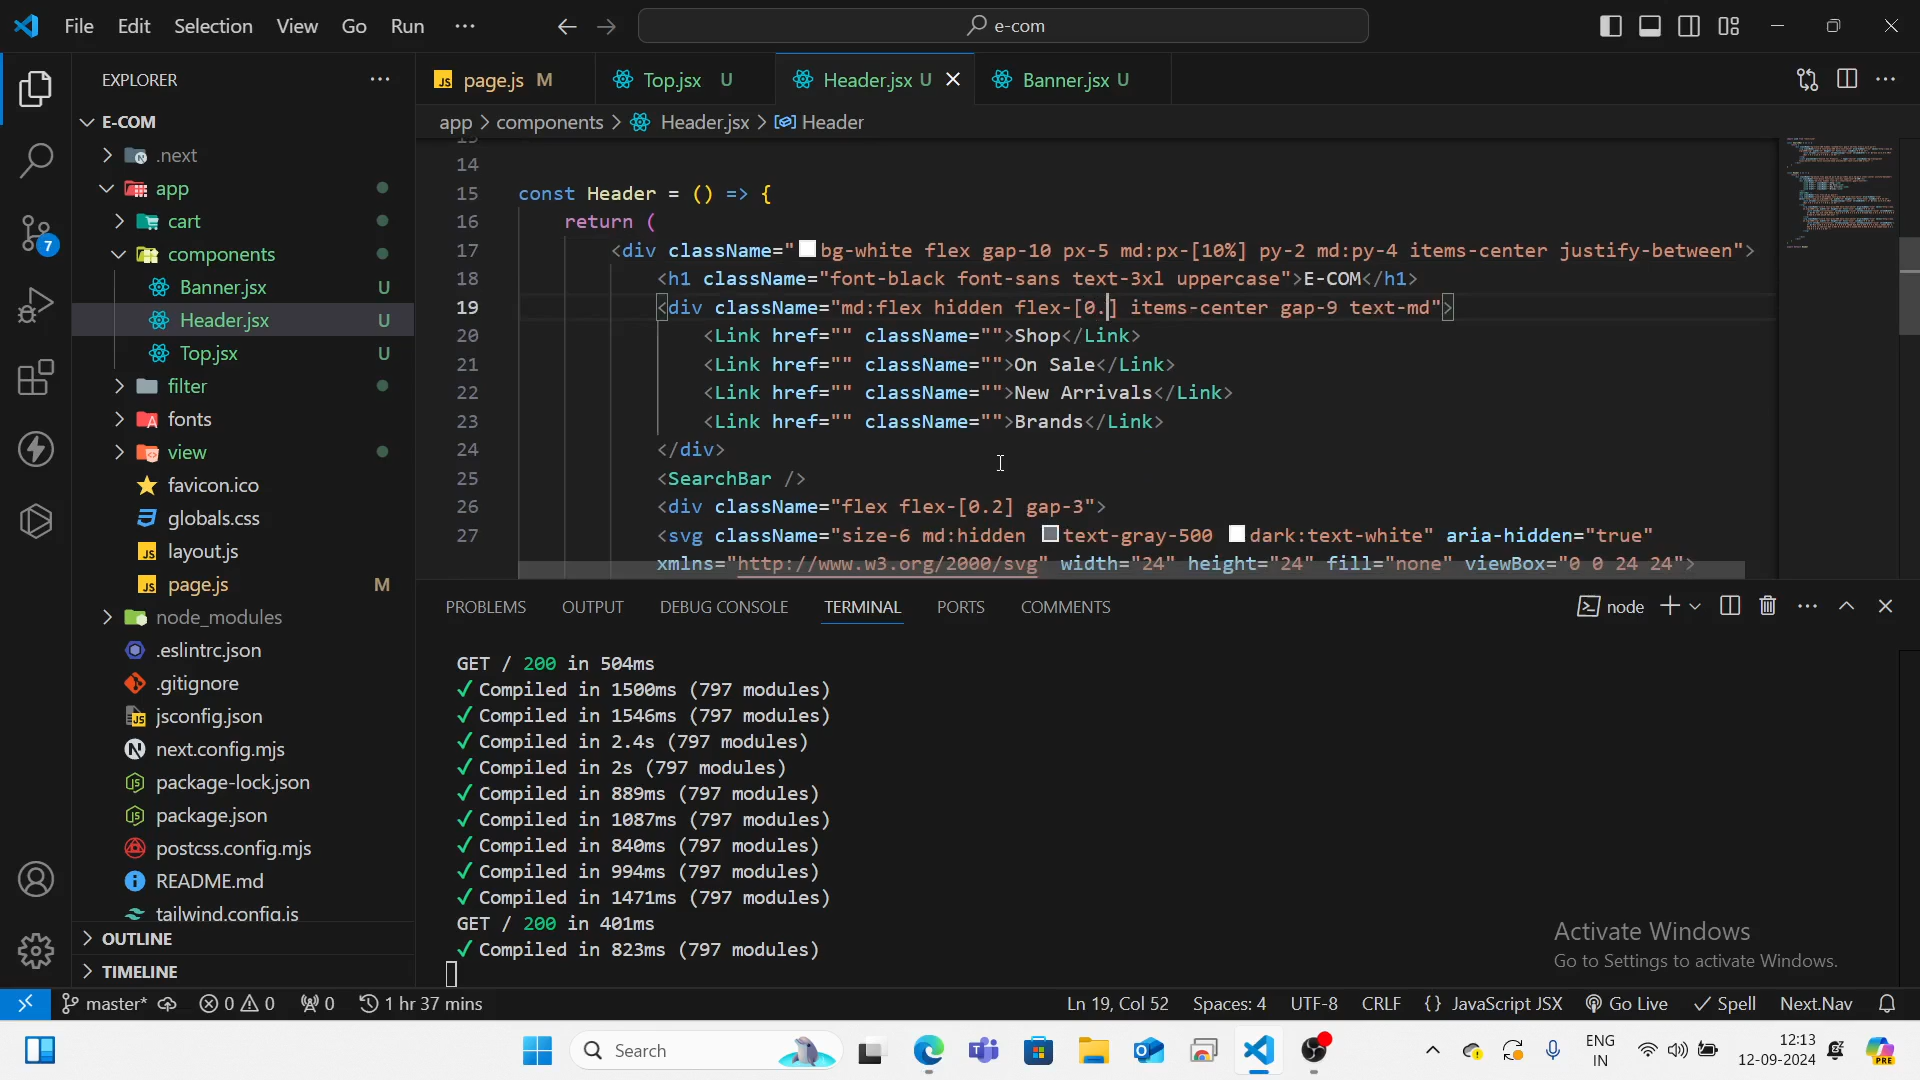 File Edit Selection View Go Run ···
e-com
EXPLORER
E-COM
.next
app
cart
components
Banner.jsx U
Header.jsx U
Top.jsx U
filter
fonts
view
favicon.ico
globals.css
layout.js
page.js M
node_modules
.eslintrc.json
.gitignore
jsconfig.json
next.config.mjs
package-lock.json
package.json
postcss.config.mjs
README.md
tailwind.config.js
OUTLINE
TIMELINE
page.js M Top.jsx U Header.jsx U Banner.jsx U
app > components > Header.jsx > Header
14
15 const Header = () => {
16 return (
17 <div className="bg-white flex gap-10 px-5 md:px-[10%] py-2 md:py-4 items-center justify-between">
18 <h1 className="font-black font-sans text-3xl uppercase">E-COM</h1>
19 <div className="md:flex hidden flex-[0.] items-center gap-9 text-md">
20 <Link href="" className="">Shop</Link>
21 <Link href="" className="">On Sale</Link>
22 <Link href="" className="">New Arrivals</Link>
23 <Link href="" className="">Brands</Link>
24 </div>
25 <SearchBar />
26 <div className="flex flex-[0.2] gap-3">
27 <svg className="size-6 md:hidden text-gray-500 dark:text-white" aria-hidden="true"
xmlns="http://www.w3.org/2000/svg" width="24" height="24" fill="none" viewBox="0 0 24 24">
PROBLEMS OUTPUT DEBUG CONSOLE TERMINAL PORTS COMMENTS
node
GET / 200 in 504ms
✓ Compiled in 1500ms (797 modules)
✓ Compiled in 1546ms (797 modules)
✓ Compiled in 2.4s (797 modules)
✓ Compiled in 2s (797 modules)
✓ Compiled in 889ms (797 modules)
✓ Compiled in 1087ms (797 modules)
✓ Compiled in 840ms (797 modules)
✓ Compiled in 994ms (797 modules)
✓ Compiled in 1471ms (797 modules)
GET / 200 in 401ms
✓ Compiled in 823ms (797 modules)
Activate Windows
Go to Settings to activate Windows.
7
master* 0 0 0 1 hr 37 mins
Ln 19, Col 52 Spaces: 4 UTF-8 CRLF {} JavaScript JSX Go Live ✓ Spell Next.Nav
Search
ENG
IN
12:13
12-09-2024
PRE